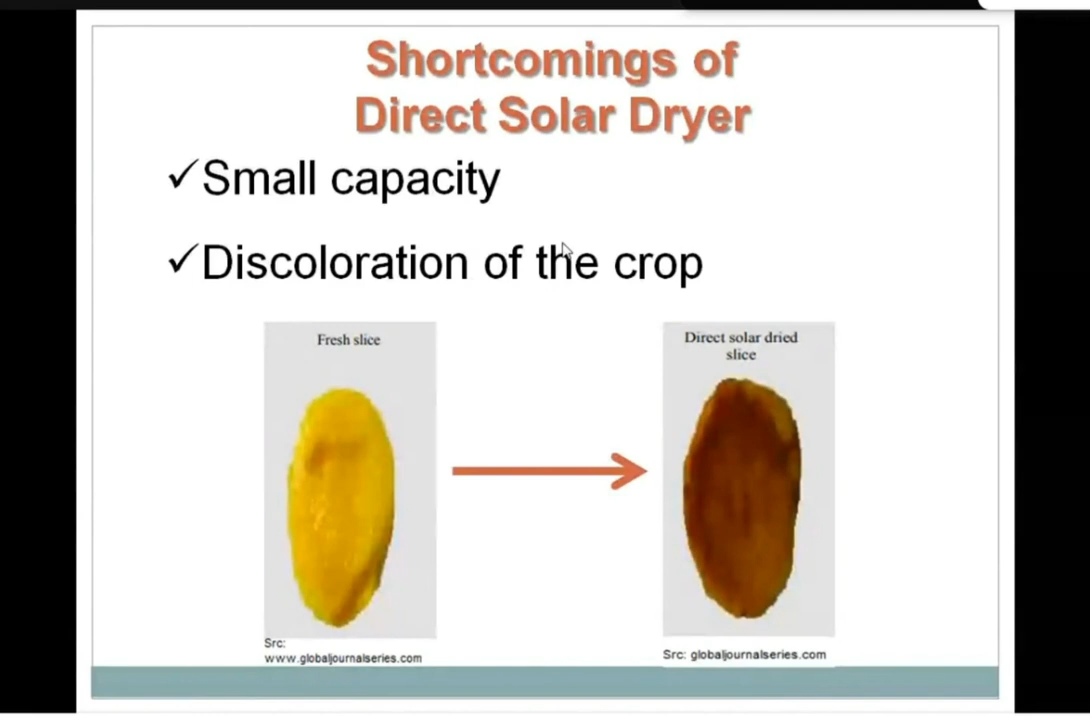 Shortcomings of
Direct Solar Dryer
✓Small capacity
✓Discoloration of the crop
Fresh slice
Direct solar dried
slice
Src:
www.globaljournalseries.com
Src: globaljournalseries.com